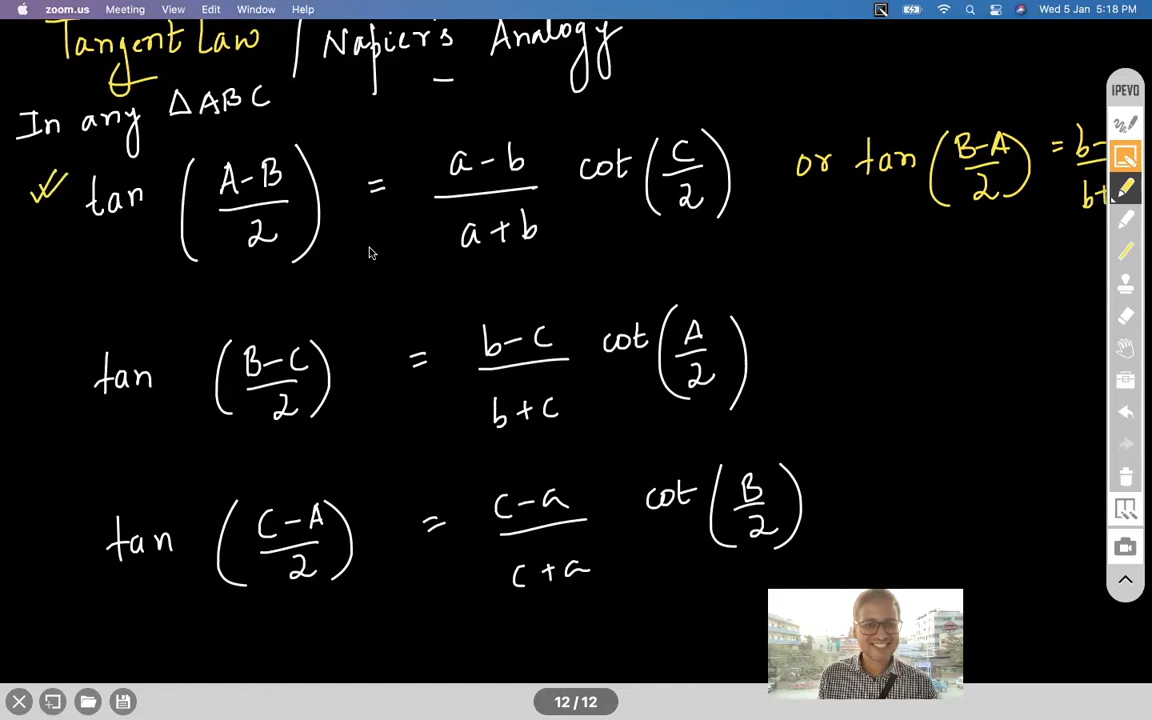 zoom.us Meeting View Edit Window Help Wed 5 Jan 5:18 PM
Tangent Law / Napier's Analogy
IPEVO
In any ΔABC
tan (A-B/2) = a-b/a+b cot (C/2) or tan (B-A/2) = b-/b+
tan (B-C/2) = b-c/b+c cot (A/2)
tan (C-A/2) = c-a/c+a cot (B/2)
12/12